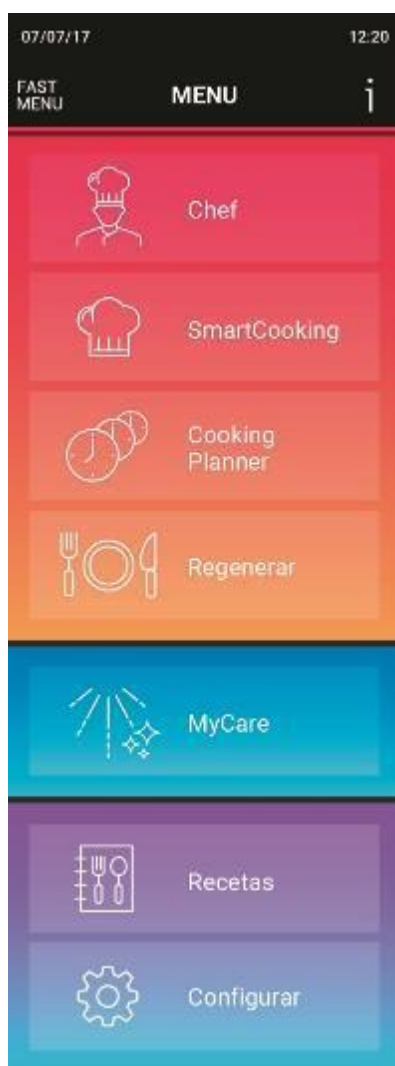 07/07/17 12:20
FAST
MENU
MENU
i
Chef
SmartCooking
Cooking
Planner
Regenerar
MyCare
Recetas
Configurar